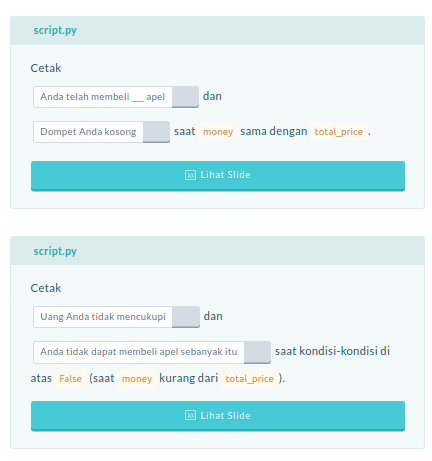 script.py
Cetak
Anda telah membeli __ apel dan
Dompet Anda kosong saat money sama dengan total_price .
Lihat Slide
script.py
Cetak
Uang Anda tidak mencukupi dan
Anda tidak dapat membeli apel sebanyak itu saat kondisi-kondisi di
atas False (saat money kurang dari total_price ).
Lihat Slide